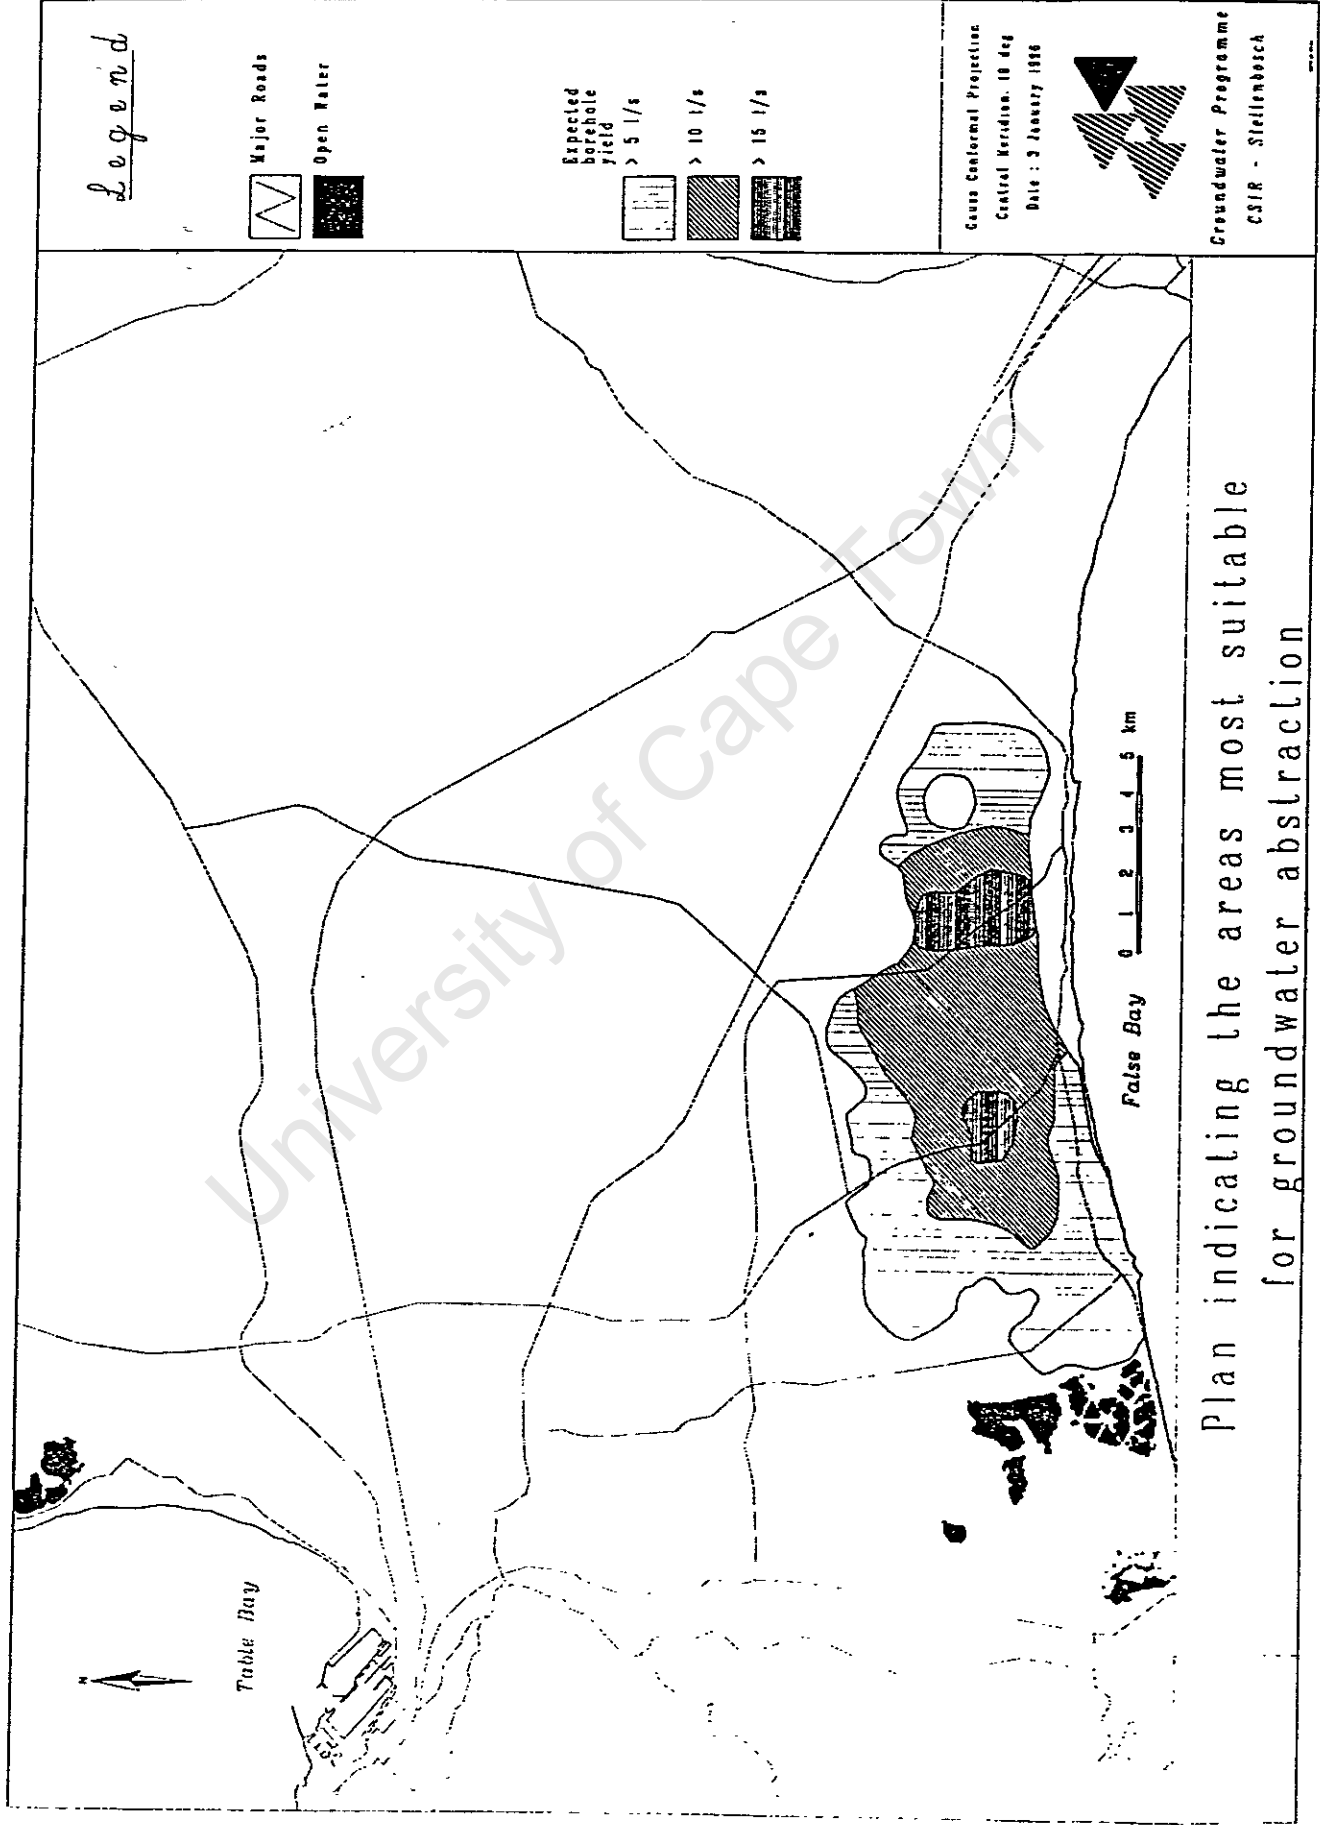 Legend
Major Roads
Open Water
Expected
borehole
yield
> 5 l/s
> 10 l/s
> 15 l/s
Gauss Conformal Projection
Central Meridian. 19 deg
Groundwater Programme
CSIR - Stellenbosch
N
Table Bay
False Bay
0 1 2 3 4 5 km
Plan indicating the areas most suitable
for groundwater abstraction
University of Cape Town